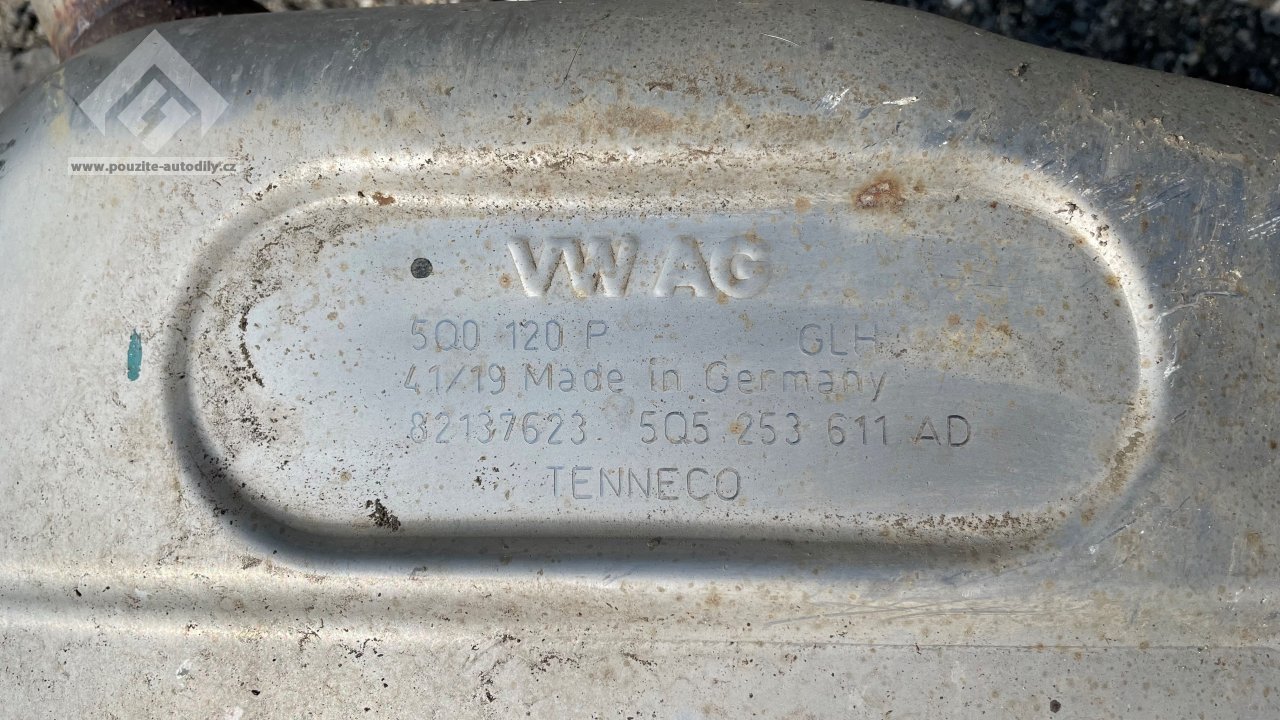 www.pouzite-autodily.cz
VW AG
5Q0 120 P GLH
41/19 Made in Germany
82137623 5Q5 253 611 AD
TENNECO